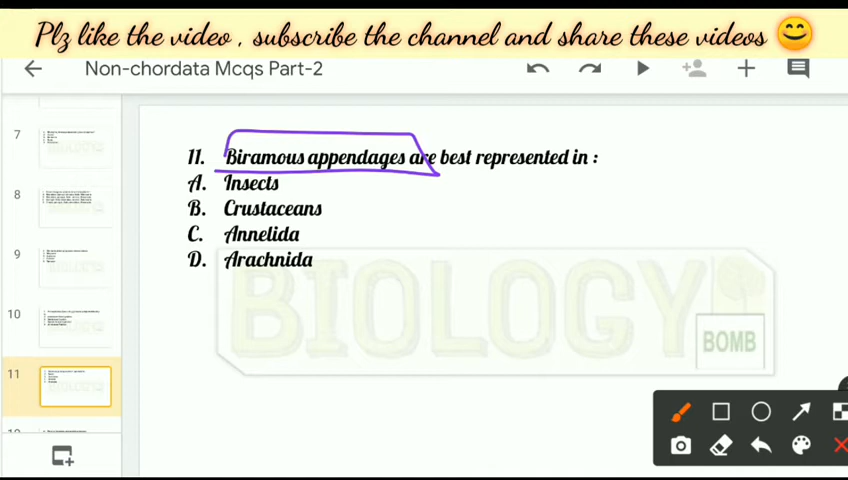 Plz like the video , subscribe the channel and share these videos 😊
Non-chordata Mcqs Part-2
7
8
9
10
11
11. Biramous appendages are best represented in :
A. Insects
B. Crustaceans
C. Annelida
D. Arachnida
BIOLOGY
BOMB